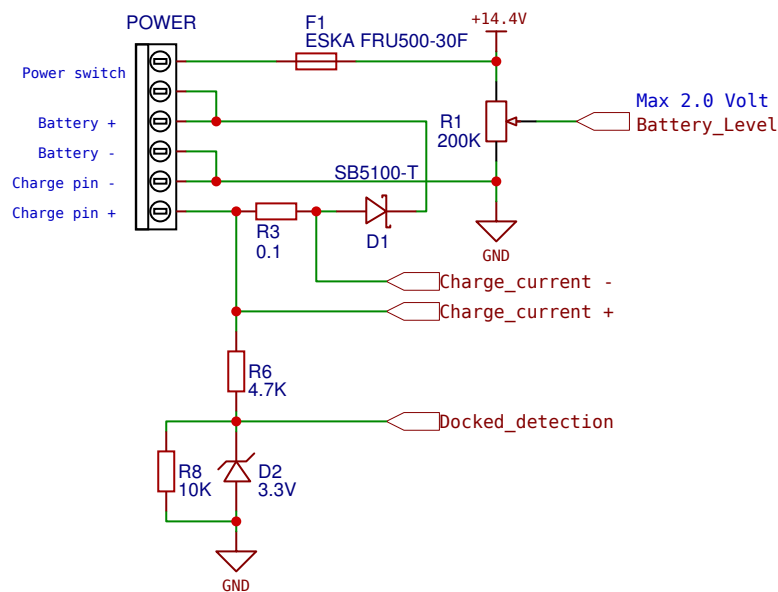 POWER
F1
ESKA FRU500-30F
+14.4V
Power switch
Battery +
Battery -
Charge pin -
Charge pin +
R1
200K
Max 2.0 Volt
Battery_Level
SB5100-T
R3
0.1
D1
GND
Charge_current -
Charge_current +
R6
4.7K
Docked_detection
R8
10K
D2
3.3V
GND